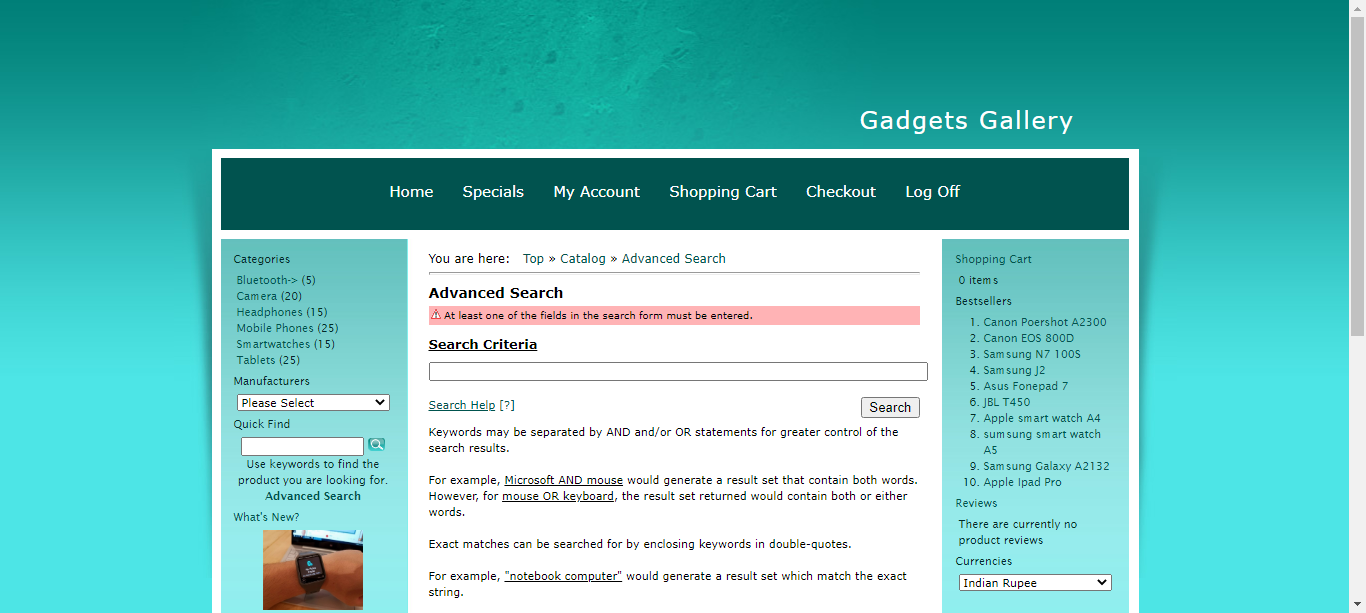 Gadgets Gallery
Home Specials My Account Shopping Cart Checkout Log Off
Categories
Bluetooth-> (5)
Camera (20)
Headphones (15)
Mobile Phones (25)
Smartwatches (15)
Tablets (25)
Manufacturers
Please Select
Quick Find
Use keywords to find the
product you are looking for.
Advanced Search
What's New?
You are here: Top » Catalog » Advanced Search
Advanced Search
At least one of the fields in the search form must be entered.
Search Criteria
Search Help [?]
Search
Keywords may be separated by AND and/or OR statements for greater control of the
search results.
For example, Microsoft AND mouse would generate a result set that contain both words.
However, for mouse OR keyboard, the result set returned would contain both or either
words.
Exact matches can be searched for by enclosing keywords in double-quotes.
For example, "notebook computer" would generate a result set which match the exact
string.
Shopping Cart
0 items
Bestsellers
1. Canon Poershot A2300
2. Canon EOS 800D
3. Samsung N7 100S
4. Samsung J2
5. Asus Fonepad 7
6. JBL T450
7. Apple smart watch A4
8. sumsung smart watch
A5
9. Samsung Galaxy A2132
10. Apple Ipad Pro
Reviews
There are currently no
product reviews
Currencies
Indian Rupee